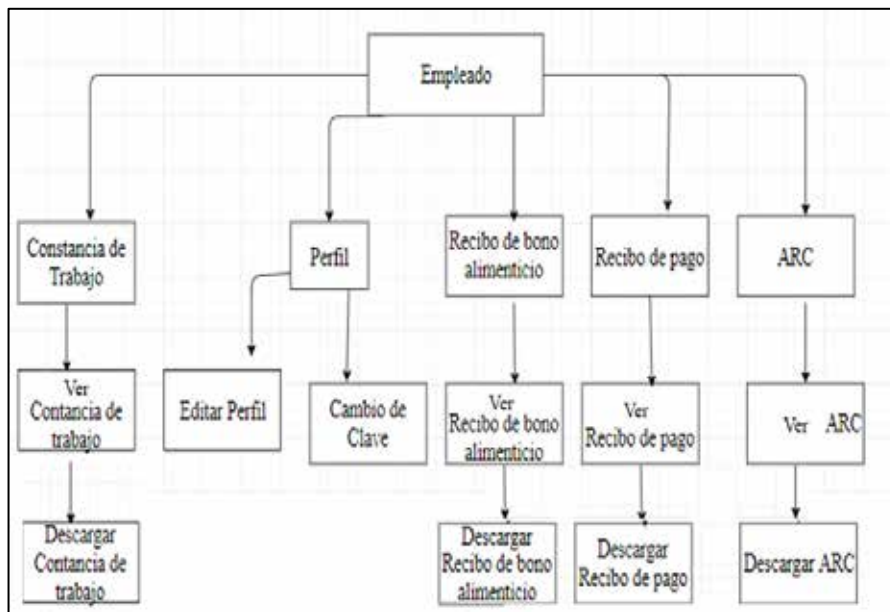 Empleado
Constancia de
Trabajo
Perfil
Recibo de bono
alimenticio
Recibo de pago
ARC
Ver
Contancia de
trabajo
Editar Perfil
Cambio de
Clave
Ver
Recibo de bono
alimenticio
Ver
Recibo de pago
Ver ARC
Descargar
Contancia de
trabajo
Descargar
Recibo de bono
alimenticio
Descargar
Recibo de pago
Descargar ARC